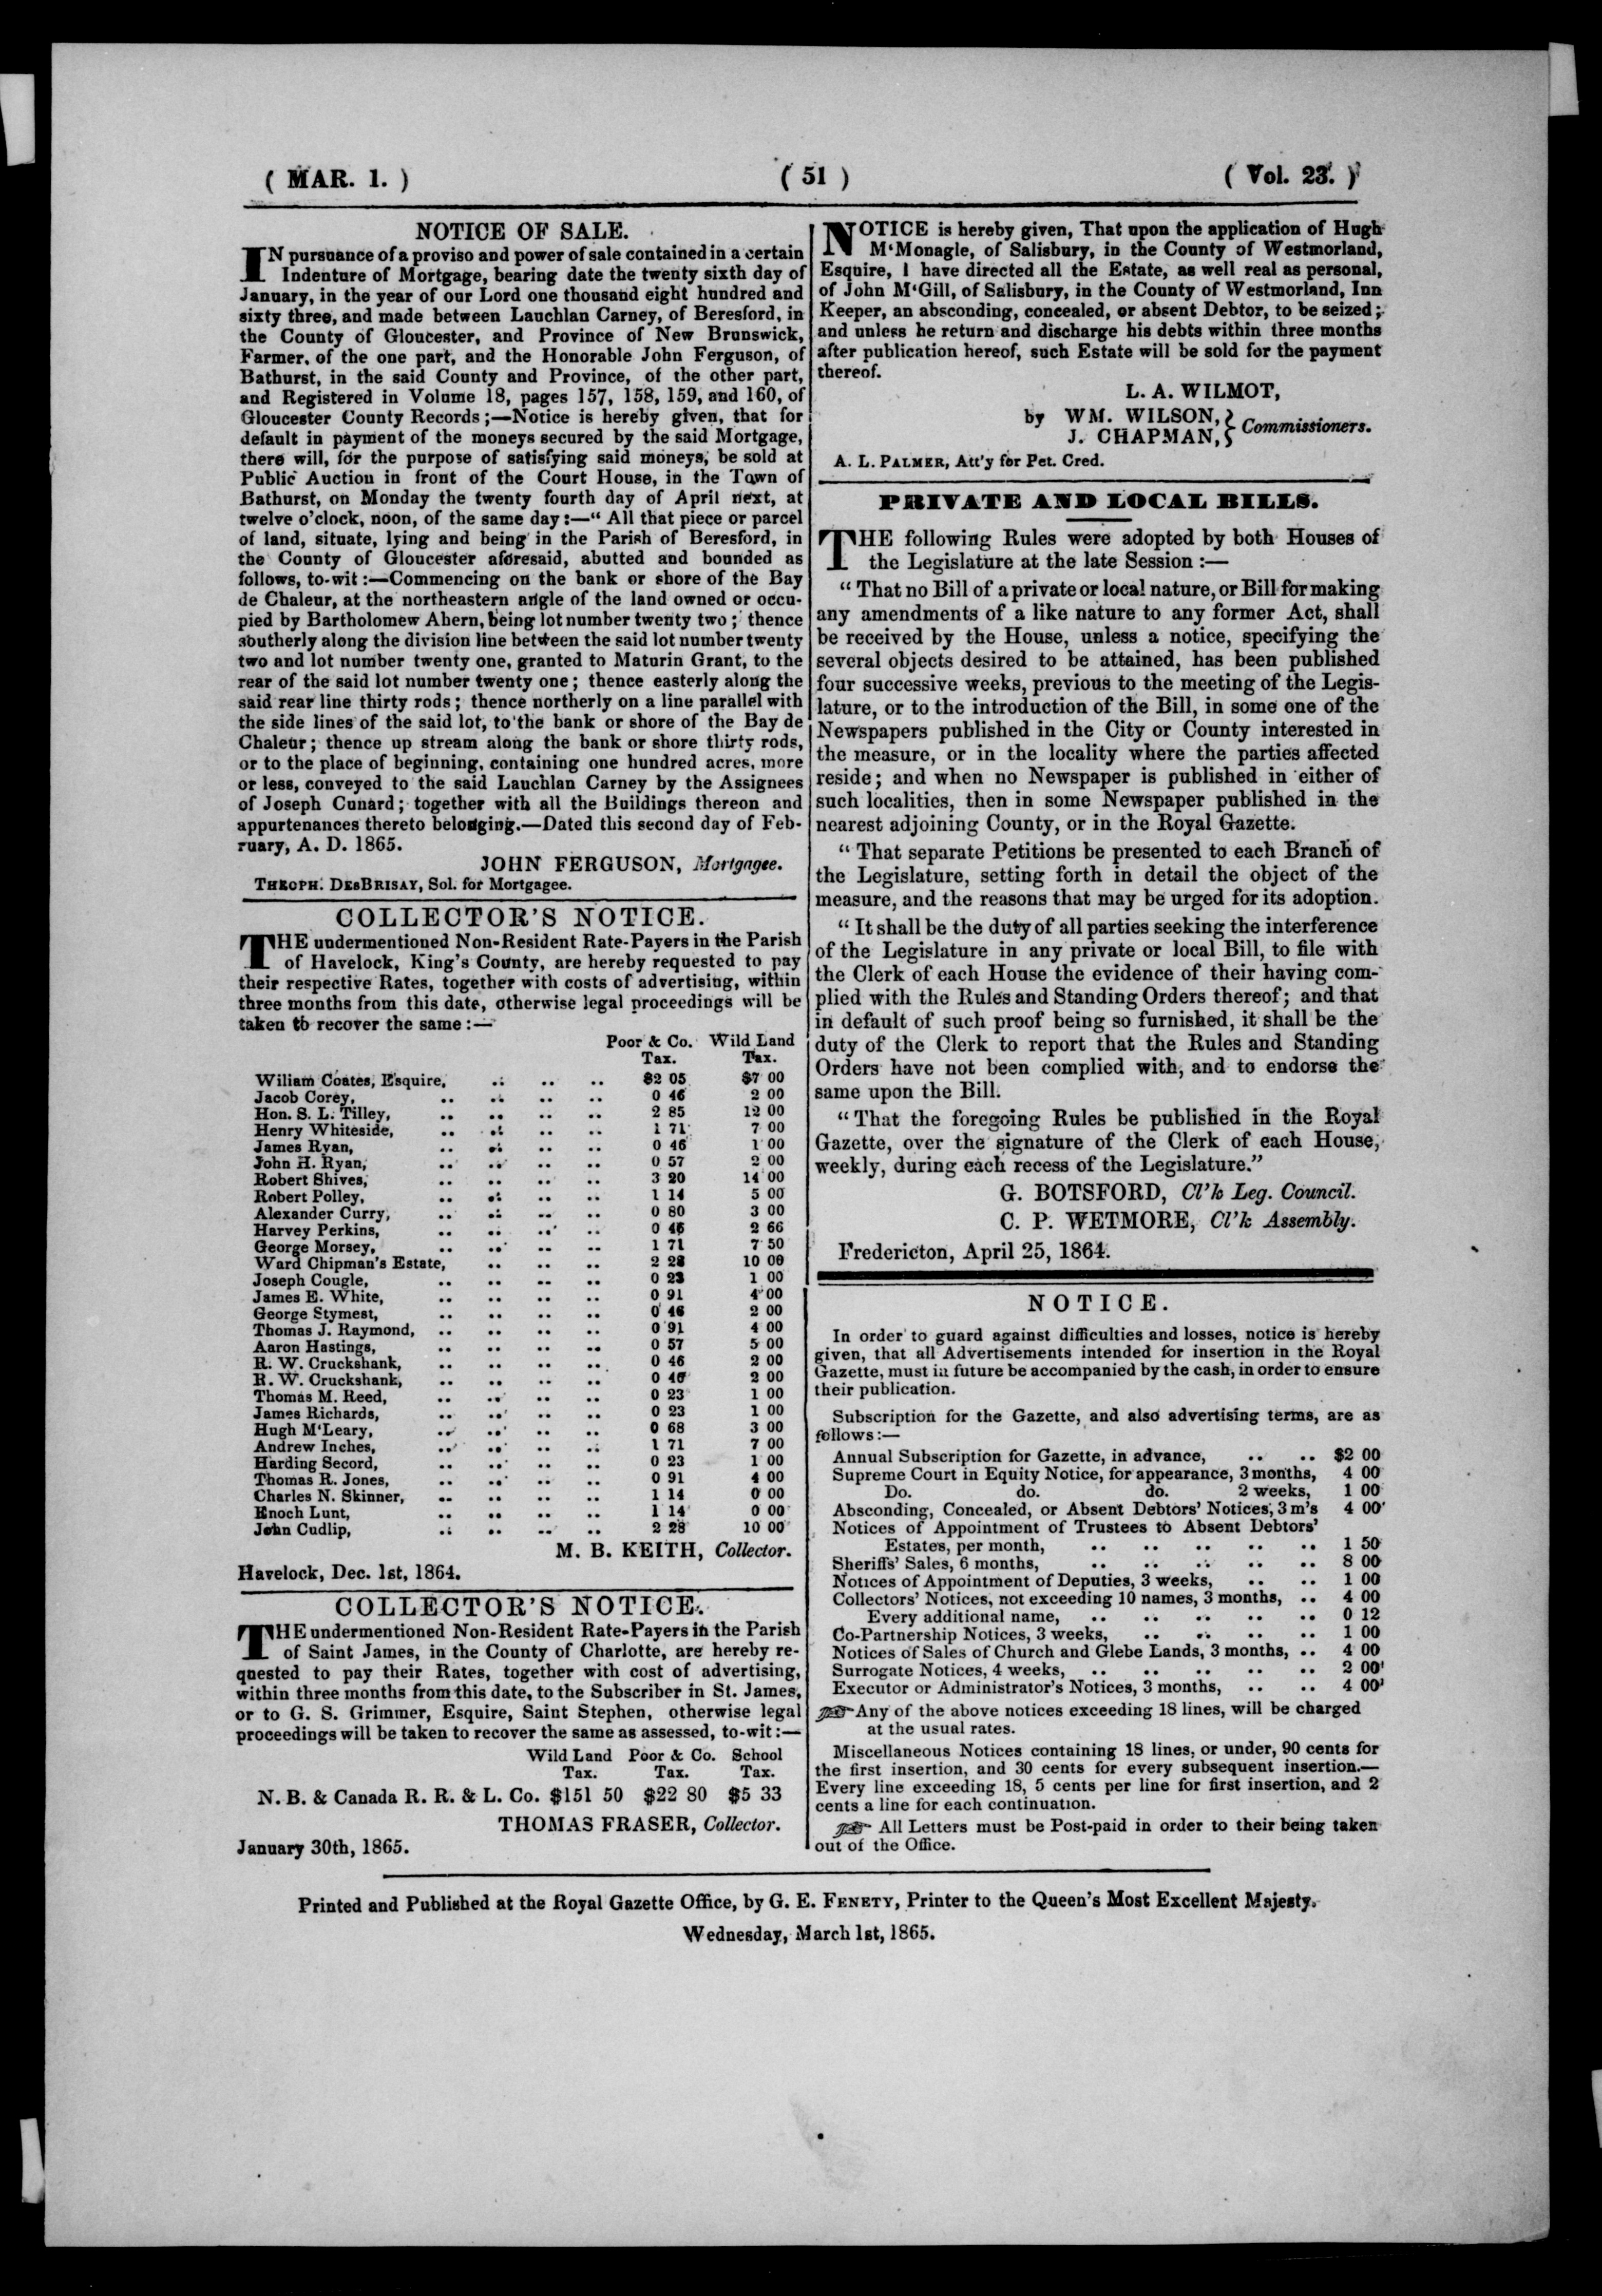 ( MAR. 1. )
( 51 )
( Vol. 23. )
NOTICE OF SALE.
IN pursuance of a proviso and power of sale contained in a certain
Indenture of Mortgage, bearing date the twenty sixth day of
January, in the year of our Lord one thousand eight hundred and
sixty three, and made between Lauchlan Carney, of Beresford, in
the County of Gloucester, and Province of New Brunswick,
Farmer, of the one part, and the Honorable John Ferguson, of
Bathurst, in the said County and Province, of the other part,
and Registered in Volume 18, pages 157, 158, 159, and 160, of
Gloucester County Records;—Notice is hereby given, that for
default in payment of the moneys secured by the said Mortgage,
there will, for the purpose of satisfying said moneys, be sold at
Public Auction in front of the Court House, in the Town of
Bathurst, on Monday the twenty fourth day of April next, at
twelve o'clock, noon, of the same day:—" All that piece or parcel
of land, situate, lying and being in the Parish of Beresford, in
the County of Gloucester aforesaid, abutted and bounded as
follows, to-wit:—Commencing on the bank or shore of the Bay
de Chaleur, at the northeastern angle of the land owned or occu-
pied by Bartholomew Ahern, being lot number twenty two; thence
southerly along the division line between the said lot number twenty
two and lot number twenty one, granted to Maturin Grant, to the
rear of the said lot number twenty one; thence easterly along the
said rear line thirty rods; thence northerly on a line parallel with
the side lines of the said lot, to the bank or shore of the Bay de
Chaleur; thence up stream along the bank or shore thirty rods,
or to the place of beginning, containing one hundred acres, more
or less, conveyed to the said Lauchlan Carney by the Assignees
of Joseph Cunard; together with all the Buildings thereon and
appurtenances thereto belonging.—Dated this second day of Feb-
ruary, A. D. 1865.
JOHN FERGUSON, Mortgagee.
THEOPH. DESBRISAY, Sol. for Mortgagee.
COLLECTOR'S NOTICE.
THE undermentioned Non-Resident Rate-Payers in the Parish
of Havelock, King's County, are hereby requested to pay
their respective Rates, together with costs of advertising, within
three months from this date, otherwise legal proceedings will be
taken to recover the same:—
Poor & Co. Wild Land
Tax. Tax.
Wiliam Coates, Esquire, .. .. .. $2 05 $7 00
Jacob Corey, .. .. .. .. 0 46 2 00
Hon. S. L. Tilley, .. .. .. .. 2 85 12 00
Henry Whiteside, .. .. .. .. 1 71 7 00
James Ryan, .. .. .. .. 0 46 1 00
John H. Ryan, .. .. .. .. 0 57 2 00
Robert Shives, .. .. .. .. 3 20 14 00
Robert Polley, .. .. .. .. 1 14 5 00
Alexander Curry, .. .. .. .. 0 80 3 00
Harvey Perkins, .. .. .. .. 0 46 2 66
George Morsey, .. .. .. .. 1 71 7 50
Ward Chipman's Estate, .. .. .. 2 28 10 00
Joseph Cougle, .. .. .. .. 0 23 1 00
James E. White, .. .. .. .. 0 91 4 00
George Stymest, .. .. .. .. 0 46 2 00
Thomas J. Raymond, .. .. .. .. 0 91 4 00
Aaron Hastings, .. .. .. .. 0 57 5 00
R. W. Cruckshank, .. .. .. .. 0 46 2 00
R. W. Cruckshank, .. .. .. .. 0 46 2 00
Thomas M. Reed, .. .. .. .. 0 23 1 00
James Richards, .. .. .. .. 0 23 1 00
Hugh M'Leary, .. .. .. .. 0 68 3 00
Andrew Inches, .. .. .. .. 1 71 7 00
Harding Secord, .. .. .. .. 0 23 1 00
Thomas R. Jones, .. .. .. .. 0 91 4 00
Charles N. Skinner, .. .. .. .. 1 14 0 00
Enoch Lunt, .. .. .. .. 1 14 0 00
John Cudlip, .. .. .. .. 2 28 10 00
M. B. KEITH, Collector.
Havelock, Dec. 1st, 1864.
COLLECTOR'S NOTICE.
THE undermentioned Non-Resident Rate-Payers in the Parish
of Saint James, in the County of Charlotte, are hereby re-
quested to pay their Rates, together with cost of advertising,
within three months from this date, to the Subscriber in St. James,
or to G. S. Grimmer, Esquire, Saint Stephen, otherwise legal
proceedings will be taken to recover the same as assessed, to-wit:—
Wild Land Poor & Co. School
Tax. Tax. Tax.
N. B. & Canada R. R. & L. Co. $151 50 $22 80 $5 33
THOMAS FRASER, Collector.
January 30th, 1865.
NOTICE is hereby given, That upon the application of Hugh
M'Monagle, of Salisbury, in the County of Westmorland,
Esquire, I have directed all the Estate, as well real as personal,
of John M'Gill, of Salisbury, in the County of Westmorland, Inn
Keeper, an absconding, concealed, or absent Debtor, to be seized;
and unless he return and discharge his debts within three months
after publication hereof, such Estate will be sold for the payment
thereof.
L. A. WILMOT,
by WM. WILSON, } Commissioners.
J. CHAPMAN, }
A. L. PALMER, Att'y for Pet. Cred.
PRIVATE AND LOCAL BILLS.
THE following Rules were adopted by both Houses of
the Legislature at the late Session:—
" That no Bill of a private or local nature, or Bill for making
any amendments of a like nature to any former Act, shall
be received by the House, unless a notice, specifying the
several objects desired to be attained, has been published
four successive weeks, previous to the meeting of the Legis-
lature, or to the introduction of the Bill, in some one of the
Newspapers published in the City or County interested in
the measure, or in the locality where the parties affected
reside; and when no Newspaper is published in either of
such localities, then in some Newspaper published in the
nearest adjoining County, or in the Royal Gazette.
" That separate Petitions be presented to each Branch of
the Legislature, setting forth in detail the object of the
measure, and the reasons that may be urged for its adoption.
" It shall be the duty of all parties seeking the interference
of the Legislature in any private or local Bill, to file with
the Clerk of each House the evidence of their having com-
plied with the Rules and Standing Orders thereof; and that
in default of such proof being so furnished, it shall be the
duty of the Clerk to report that the Rules and Standing
Orders have not been complied with, and to endorse the
same upon the Bill.
" That the foregoing Rules be published in the Royal
Gazette, over the signature of the Clerk of each House,
weekly, during each recess of the Legislature."
G. BOTSFORD, Cl'k Leg. Council.
C. P. WETMORE, Cl'k Assembly.
Fredericton, April 25, 1864.
NOTICE.
In order to guard against difficulties and losses, notice is hereby
given, that all Advertisements intended for insertion in the Royal
Gazette, must in future be accompanied by the cash, in order to ensure
their publication.
Subscription for the Gazette, and also advertising terms, are as
follows:—
Annual Subscription for Gazette, in advance, .. .. $2 00
Supreme Court in Equity Notice, for appearance, 3 months, 4 00
Do. do. do. 2 weeks, 1 00
Absconding, Concealed, or Absent Debtors' Notices, 3 m's 4 00
Notices of Appointment of Trustees to Absent Debtors'
Estates, per month, .. .. .. .. .. 1 50
Sheriffs' Sales, 6 months, .. .. .. .. .. 8 00
Notices of Appointment of Deputies, 3 weeks, .. .. 1 00
Collectors' Notices, not exceeding 10 names, 3 months, .. 4 00
Every additional name, .. .. .. .. .. 0 12
Co-Partnership Notices, 3 weeks, .. .. .. .. 1 00
Notices of Sales of Church and Glebe Lands, 3 months, .. 4 00
Surrogate Notices, 4 weeks, .. .. .. .. .. 2 00
Executor or Administrator's Notices, 3 months, .. .. 4 00
☞ Any of the above notices exceeding 18 lines, will be charged
at the usual rates.
Miscellaneous Notices containing 18 lines, or under, 90 cents for
the first insertion, and 30 cents for every subsequent insertion.—
Every line exceeding 18, 5 cents per line for first insertion, and 2
cents a line for each continuation.
☞ All Letters must be Post-paid in order to their being taken
out of the Office.
Printed and Published at the Royal Gazette Office, by G. E. FENETY, Printer to the Queen's Most Excellent Majesty.
Wednesday, March 1st, 1865.